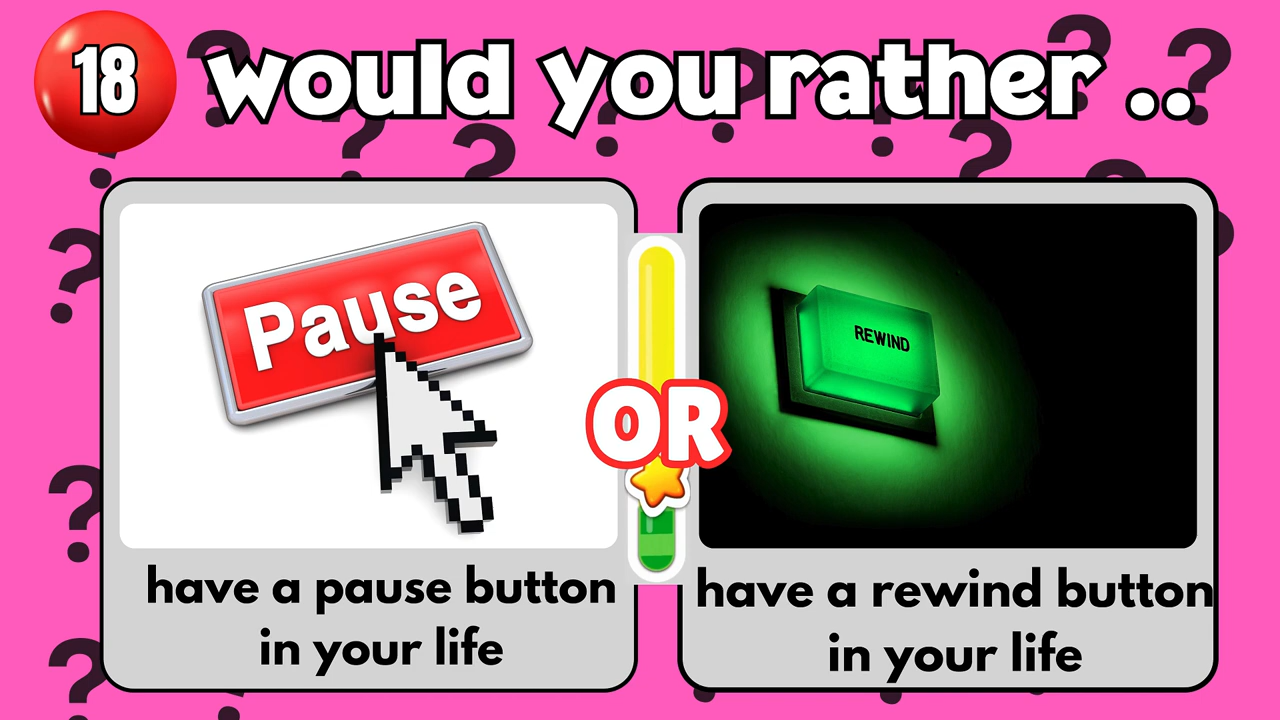 18
would you rather ..
Pause
REWIND
OR
have a pause button
in your life
have a rewind button
in your life